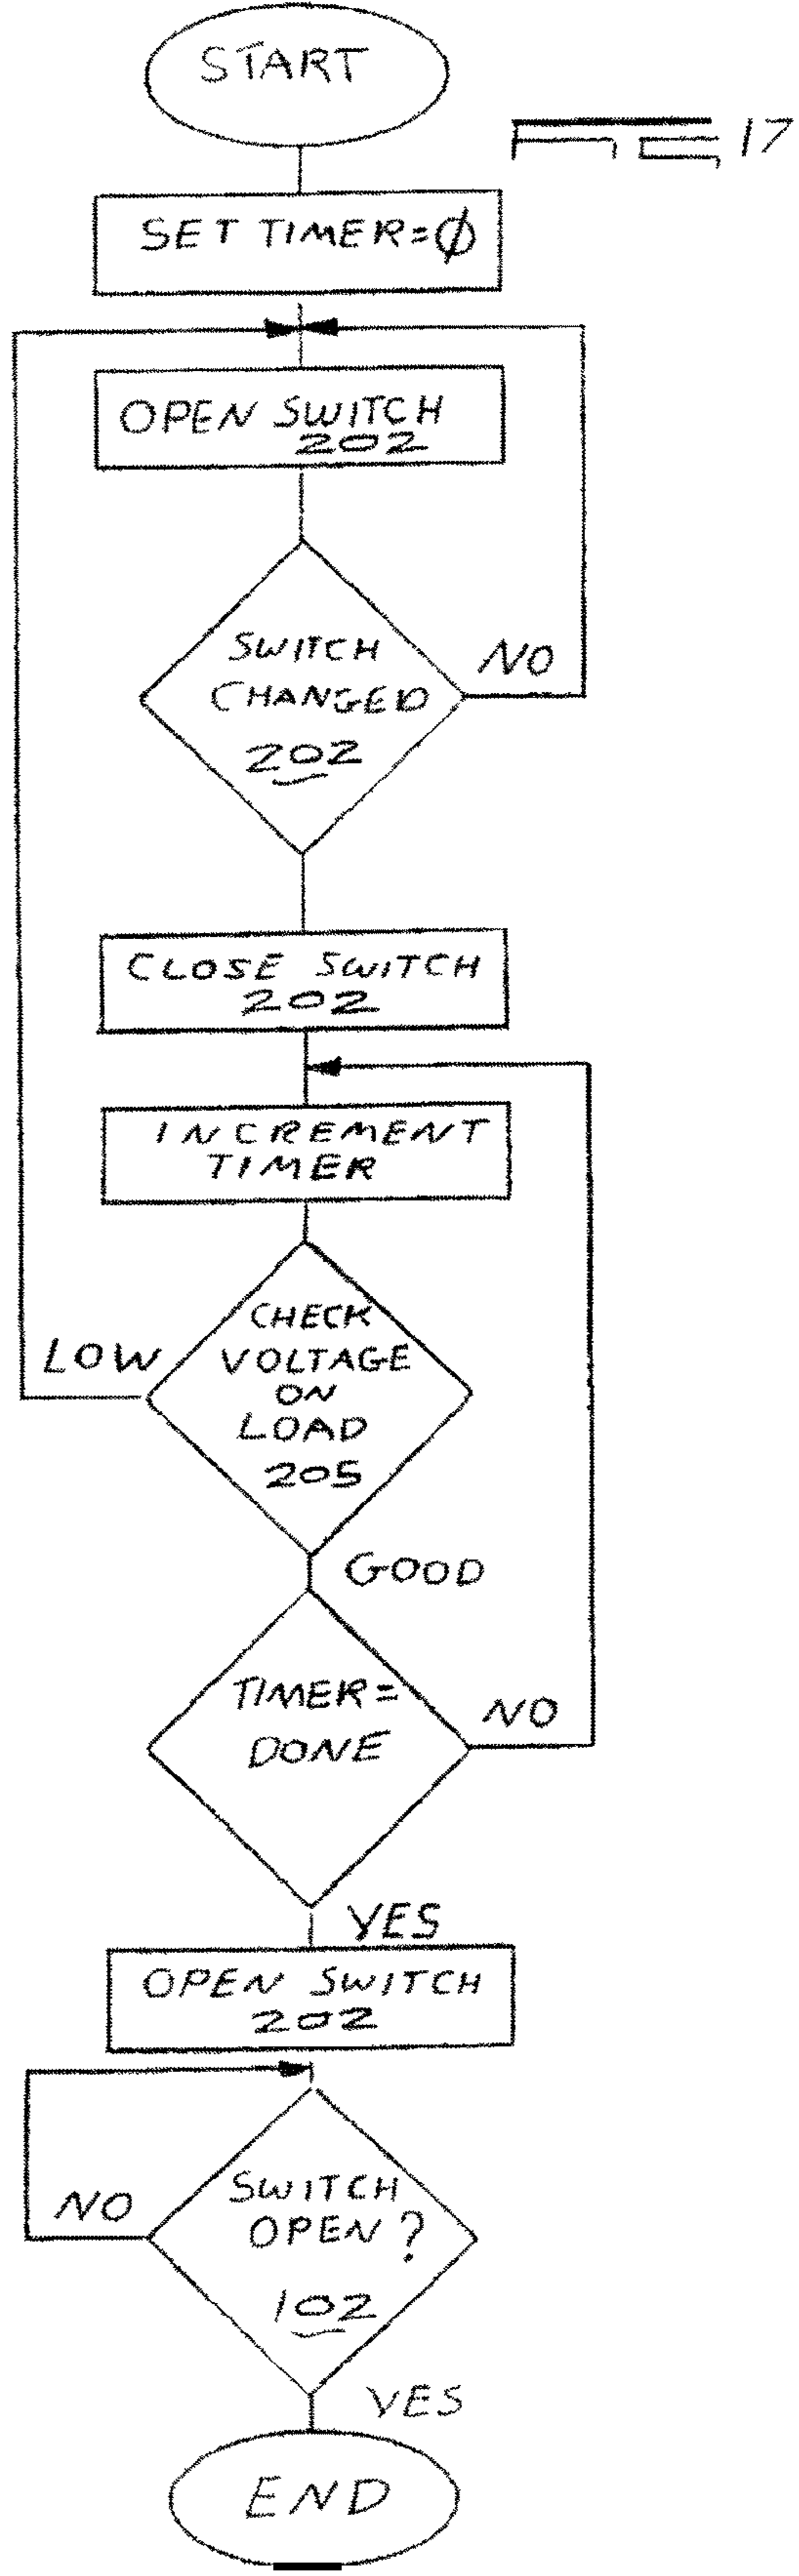 START
FIG 17
SET TIMER=Ø
OPEN SWITCH
202
SWITCH
CHANGED
202
NO
CLOSE SWITCH
202
INCREMENT
TIMER
CHECK
VOLTAGE
ON
LOAD
205
LOW
GOOD
TIMER=
DONE
NO
YES
OPEN SWITCH
202
SWITCH
OPEN?
102
NO
YES
END